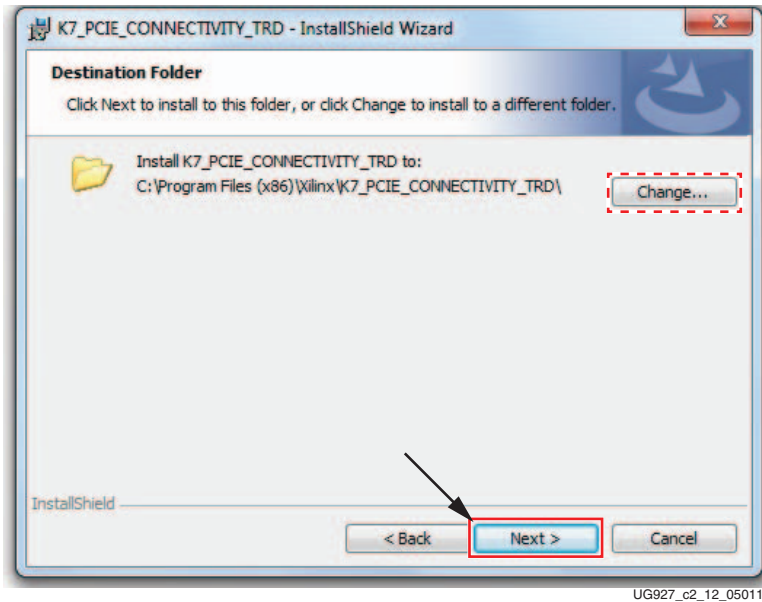 K7_PCIE_CONNECTIVITY_TRD - InstallShield Wizard
Destination Folder
Click Next to install to this folder, or click Change to install to a different folder.
Install K7_PCIE_CONNECTIVITY_TRD to:
C:\Program Files (x86)\Xilinx\K7_PCIE_CONNECTIVITY_TRD\
Change...
InstallShield
< Back
Next >
Cancel
UG927_c2_12_05011